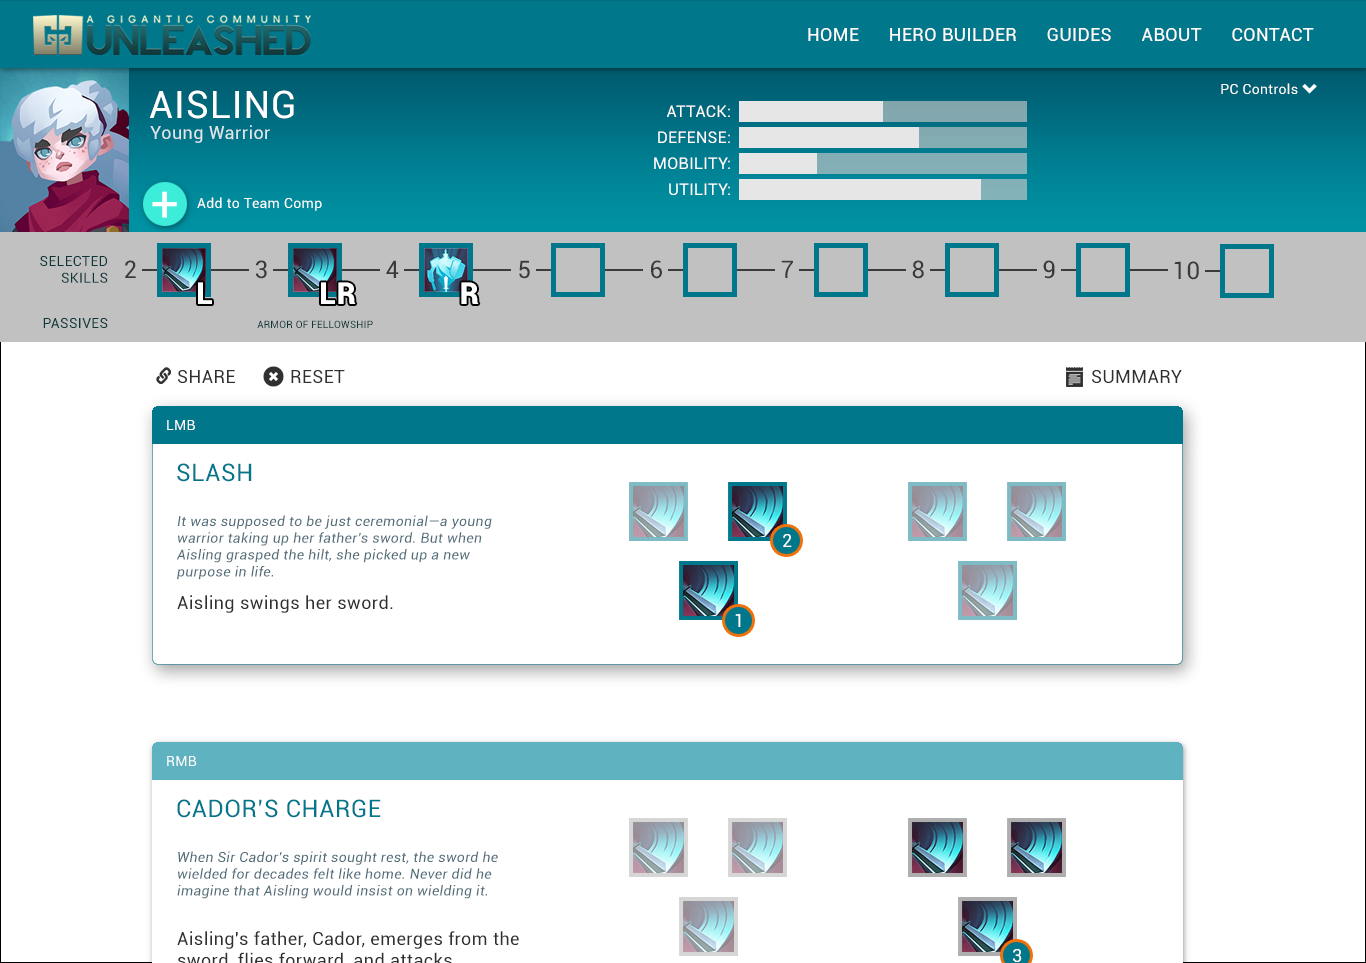 A GIGANTIC COMMUNITY
UNLEASHED
HOME HERO BUILDER GUIDES ABOUT CONTACT
AISLING
Young Warrior
Add to Team Comp
ATTACK:
DEFENSE:
MOBILITY:
UTILITY:
PC Controls
SELECTED
SKILLS
2 3 4 5 6 7 8 9 10
L LR R
PASSIVES
ARMOR OF FELLOWSHIP
SHARE RESET SUMMARY
LMB
SLASH
It was supposed to be just ceremonial—a young
warrior taking up her father's sword. But when
Aisling grasped the hilt, she picked up a new
purpose in life.
Aisling swings her sword.
2
1
RMB
CADOR'S CHARGE
When Sir Cador's spirit sought rest, the sword he
wielded for decades felt like home. Never did he
imagine that Aisling would insist on wielding it.
Aisling's father, Cador, emerges from the
sword, flies forward, and attacks
3